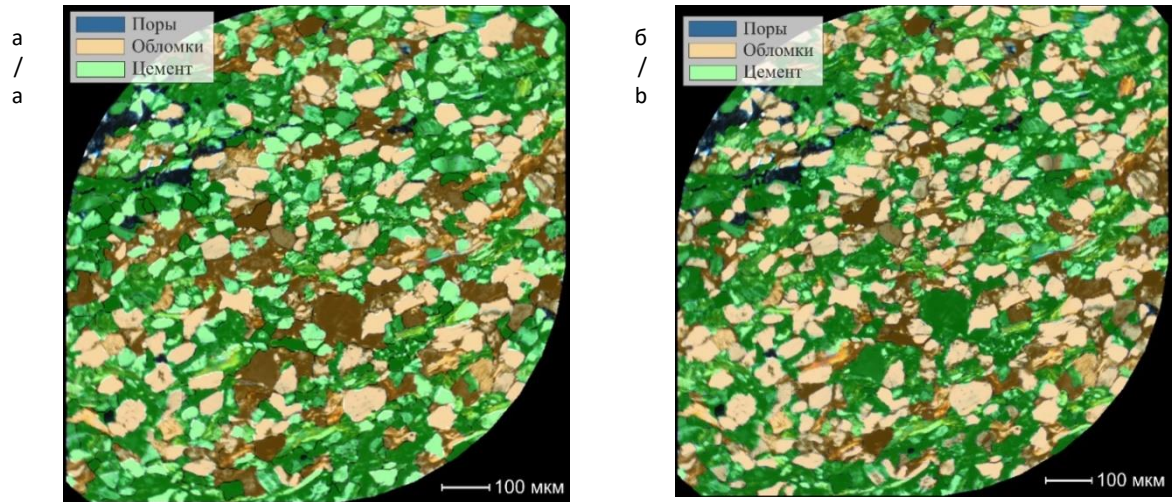 а
/
a
Поры
Обломки
Цемент
100 мкм
б
/
b
Поры
Обломки
Цемент
100 мкм